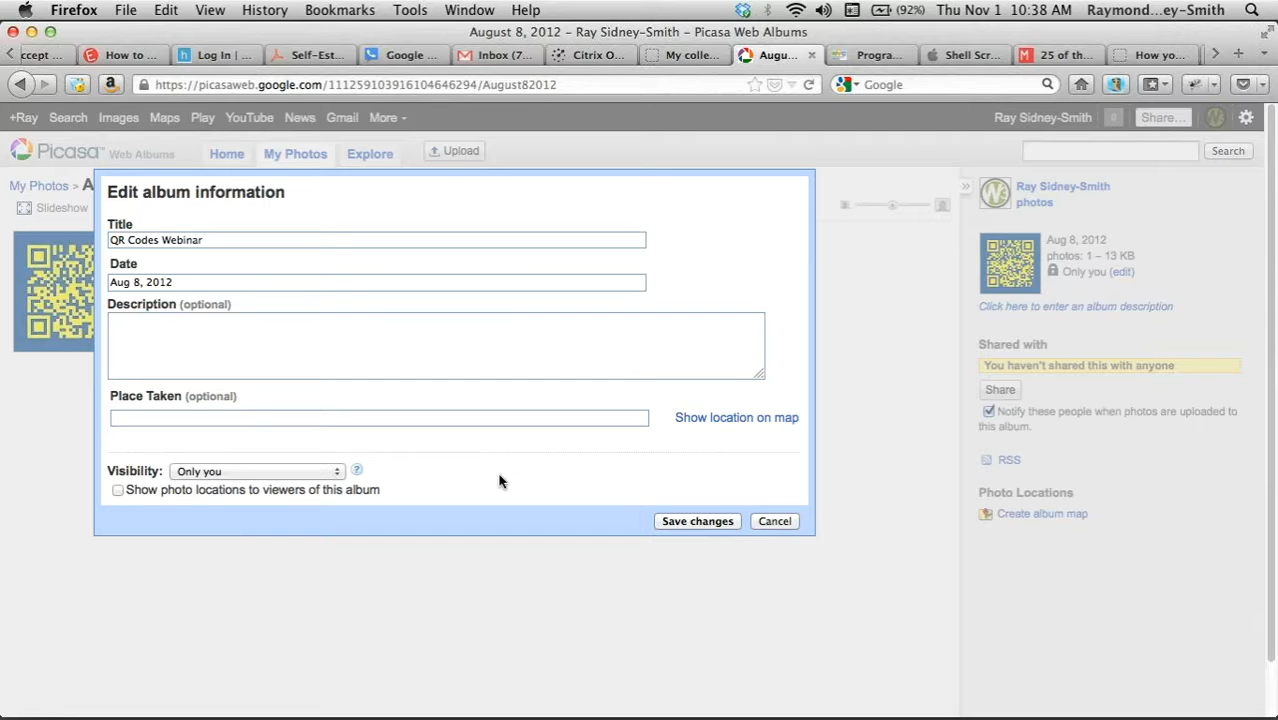 Firefox File Edit View History Bookmarks Tools Window Help (92%) Thu Nov 1 10:38 AM Raymond...ey-Smith
August 8, 2012 – Ray Sidney-Smith – Picasa Web Albums
ccept... How to ... Log In | ... Self-Est... Google ... Inbox (7... Citrix O... My colle... Augu... Progra... Shell Scr... 25 of th... How yo...
https://picasaweb.google.com/111259103916104646294/August82012 Google
+Ray Search Images Maps Play YouTube News Gmail More Ray Sidney-Smith 0 Share...
Picasa™ Web Albums Home My Photos Explore Upload Search
My Photos > A
Slideshow
Edit album information
Title
QR Codes Webinar
Date
Aug 8, 2012
Description (optional)
Place Taken (optional)
Show location on map
Visibility: Only you ?
Show photo locations to viewers of this album
Save changes Cancel
Ray Sidney-Smith
photos
Aug 8, 2012
photos: 1 – 13 KB
Only you (edit)
Click here to enter an album description
Shared with
You haven't shared this with anyone
Share
Notify these people when photos are uploaded to
this album.
RSS
Photo Locations
Create album map